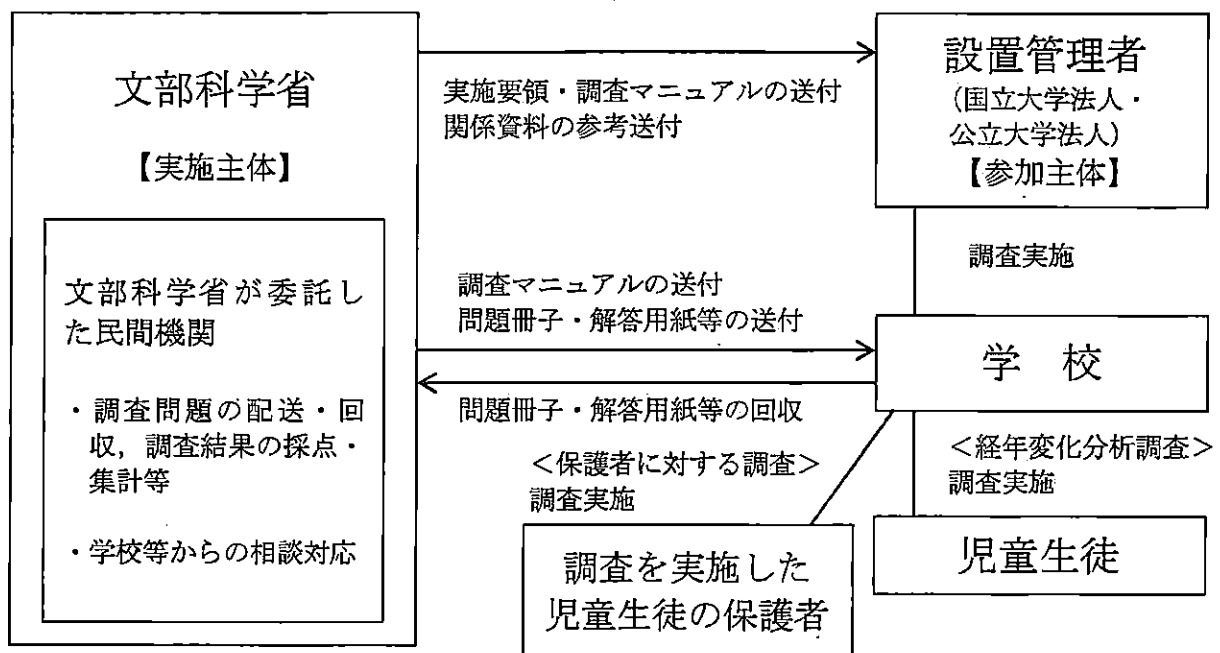 文部科学省
【実施主体】
文部科学省が委託し
た民間機関
・調査問題の配送・回
収，調査結果の採点・
集計等
・学校等からの相談対応
実施要領・調査マニュアルの送付
関係資料の参考送付
設置管理者
（国立大学法人・
公立大学法人）
【参加主体】
調査実施
調査マニュアルの送付
問題冊子・解答用紙等の送付
学　校
問題冊子・解答用紙等の回収
＜保護者に対する調査＞
調査実施
＜経年変化分析調査＞
調査実施
調査を実施した
児童生徒の保護者
児童生徒